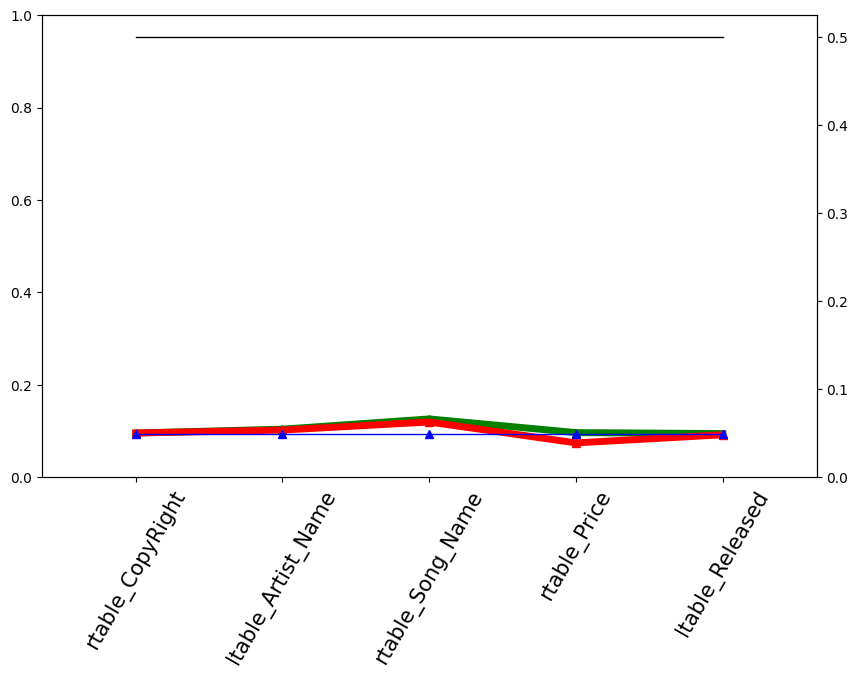 1.0
0.8
0.6
0.4
0.2
0.0
0.5
0.4
0.3
0.2
0.1
0.0
rtable_CopyRight
ltable_Artist_Name
rtable_Song_Name
rtable_Price
ltable_Released